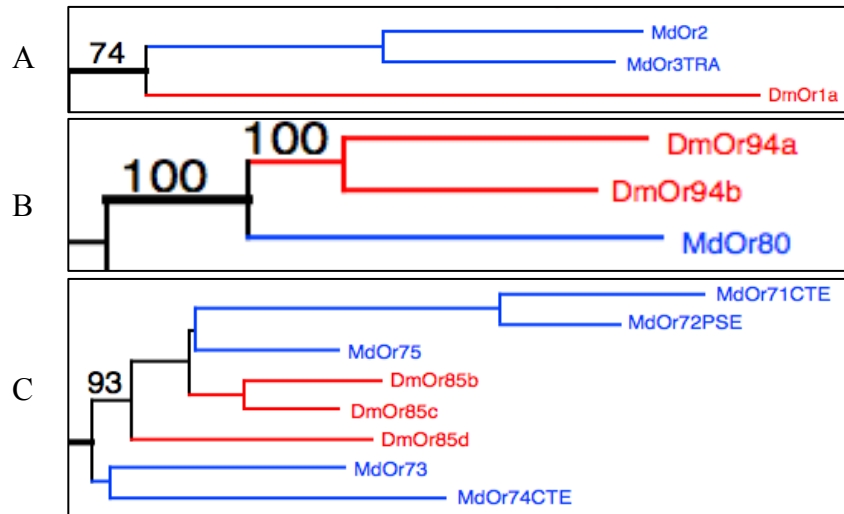 A
74
MdOr2
MdOr3TRA
DmOr1a
B
100
100
DmOr94a
DmOr94b
MdOr80
C
93
MdOr71CTE
MdOr72PSE
MdOr75
DmOr85b
DmOr85c
DmOr85d
MdOr73
MdOr74CTE